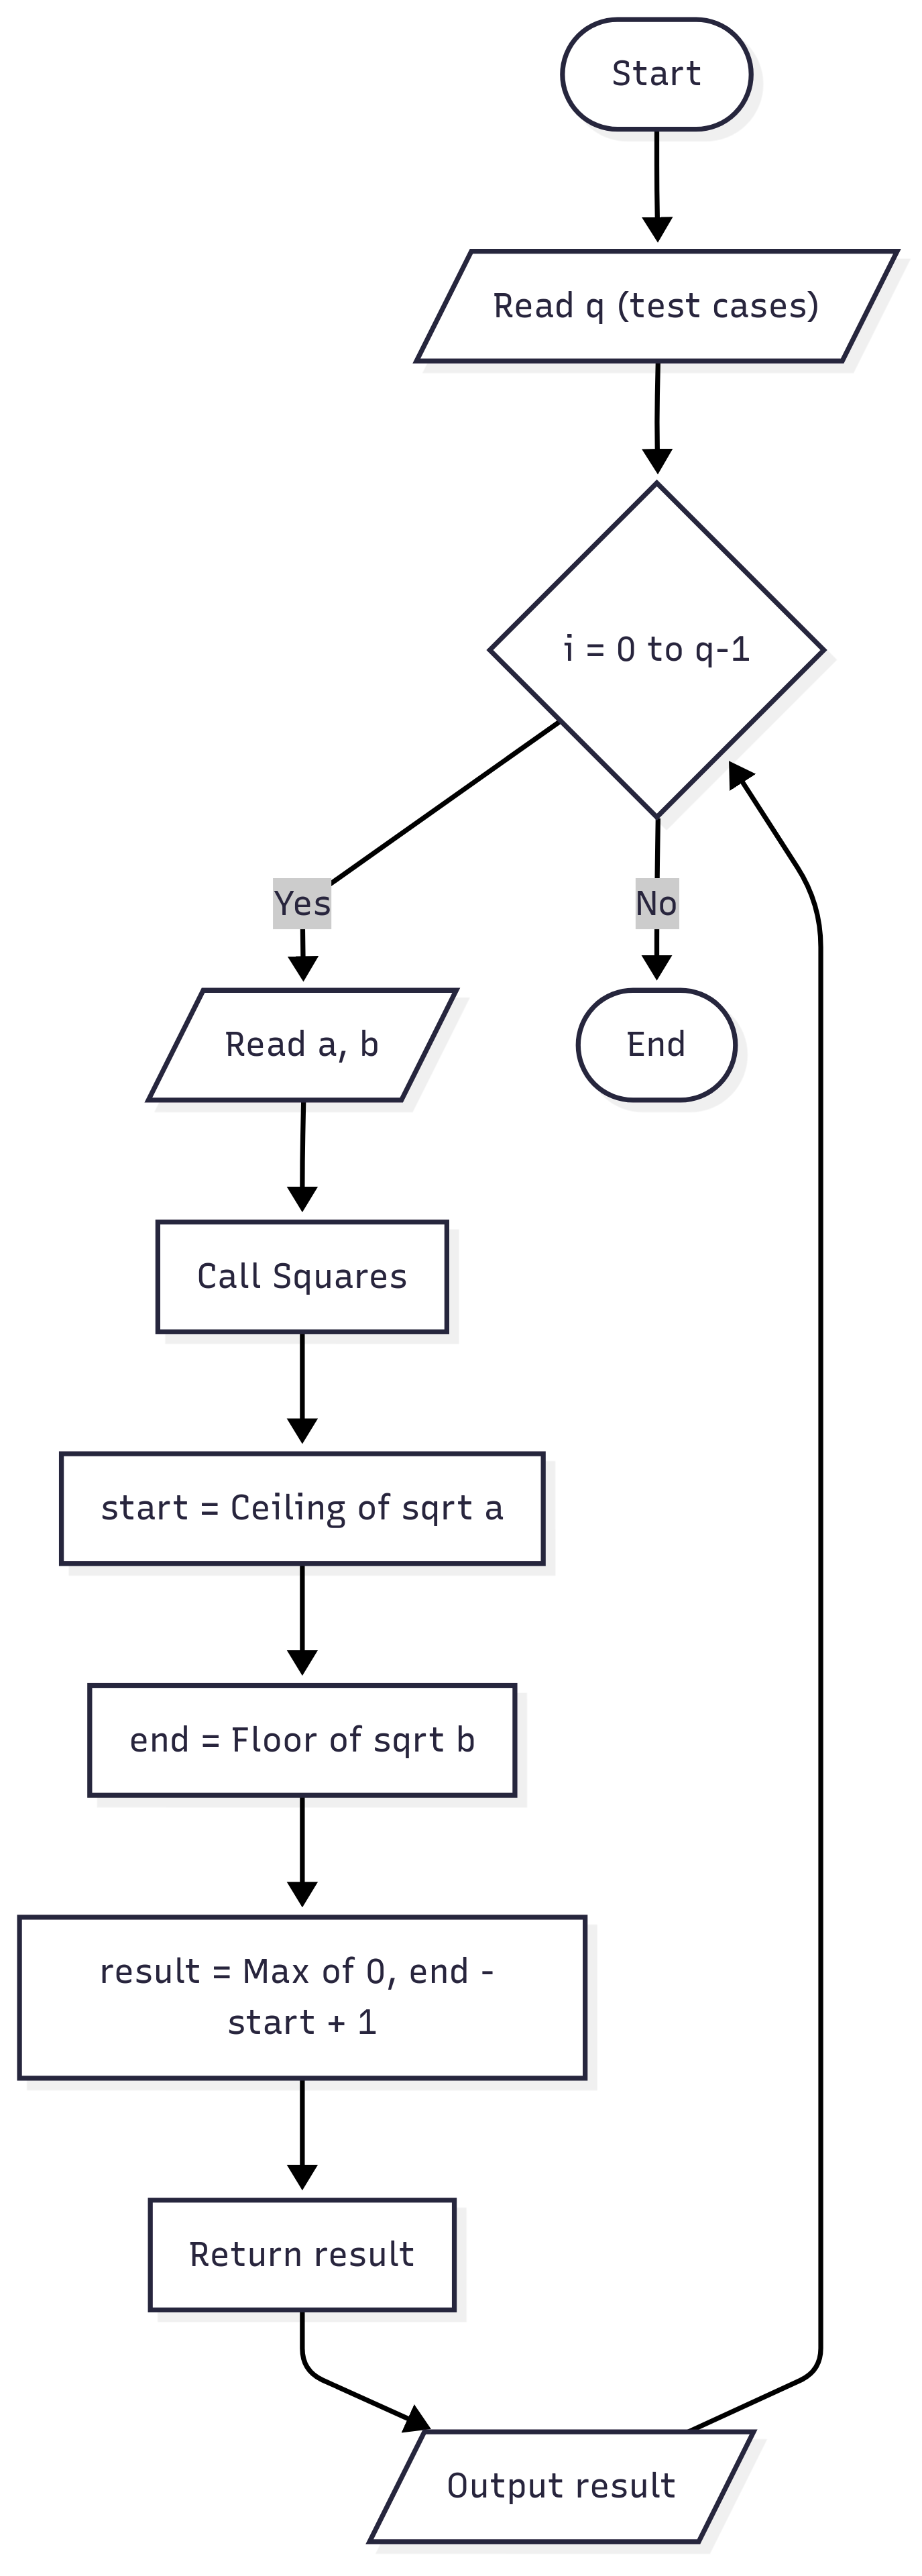 Start
Read q (test cases)
i = 0 to q-1
Yes
No
Read a, b
End
Call Squares
start = Ceiling of sqrt a
end = Floor of sqrt b
result = Max of 0, end -
start + 1
Return result
Output result